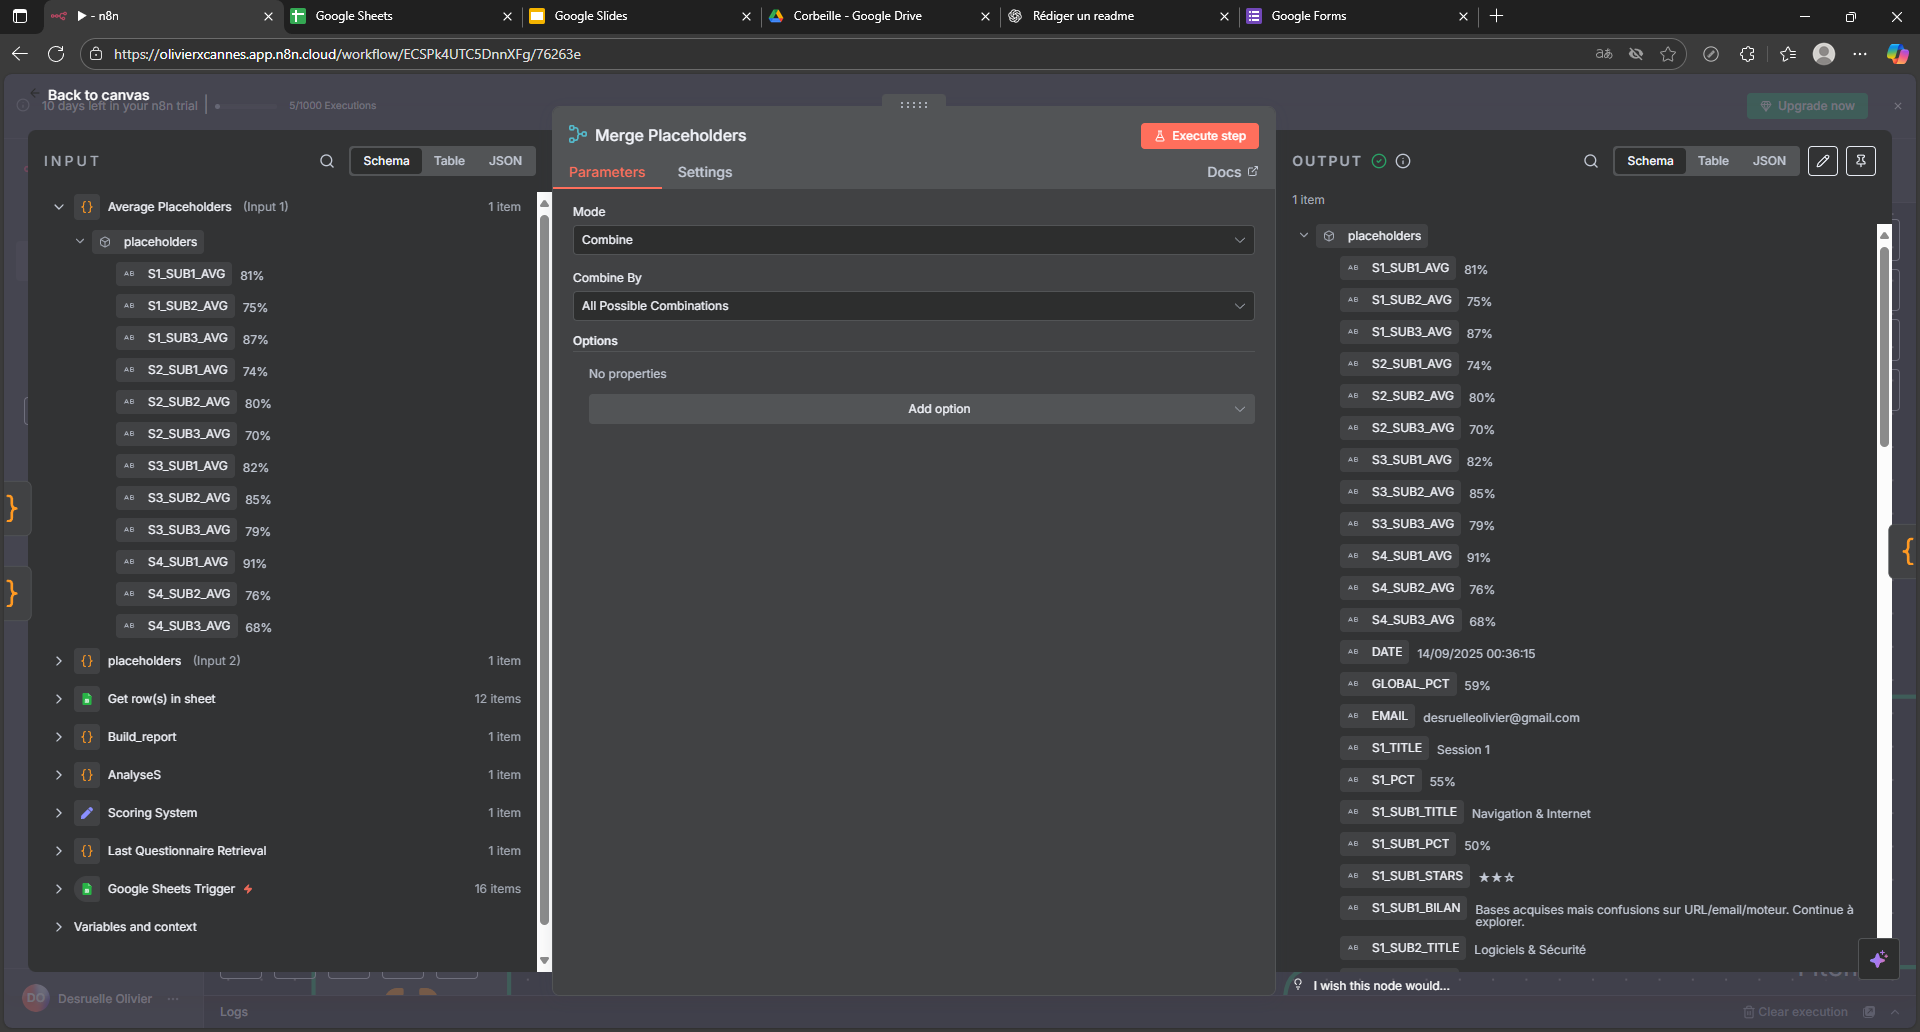 ▶ - n8n
Google Sheets
Google Slides
Corbeille - Google Drive
Rédiger un readme
Google Forms
https://olivierxcannes.app.n8n.cloud/workflow/ECSPk4UTC5DnnXFg/76263e
Back to canvas
10 days left in your n8n trial
5/1000 Executions
Upgrade now
INPUT
Schema
Table
JSON
Average Placeholders (Input 1)
1 item
placeholders
S1_SUB1_AVG 81%
S1_SUB2_AVG 75%
S1_SUB3_AVG 87%
S2_SUB1_AVG 74%
S2_SUB2_AVG 80%
S2_SUB3_AVG 70%
S3_SUB1_AVG 82%
S3_SUB2_AVG 85%
S3_SUB3_AVG 79%
S4_SUB1_AVG 91%
S4_SUB2_AVG 76%
S4_SUB3_AVG 68%
placeholders (Input 2) 1 item
Get row(s) in sheet 12 items
Build_report 1 item
AnalyseS 1 item
Scoring System 1 item
Last Questionnaire Retrieval 1 item
Google Sheets Trigger 16 items
Variables and context
Merge Placeholders
Execute step
Parameters
Settings
Docs
Mode
Combine
Combine By
All Possible Combinations
Options
No properties
Add option
OUTPUT
Schema
Table
JSON
1 item
placeholders
S1_SUB1_AVG 81%
S1_SUB2_AVG 75%
S1_SUB3_AVG 87%
S2_SUB1_AVG 74%
S2_SUB2_AVG 80%
S2_SUB3_AVG 70%
S3_SUB1_AVG 82%
S3_SUB2_AVG 85%
S3_SUB3_AVG 79%
S4_SUB1_AVG 91%
S4_SUB2_AVG 76%
S4_SUB3_AVG 68%
DATE 14/09/2025 00:36:15
GLOBAL_PCT 59%
EMAIL desruelleolivier@gmail.com
S1_TITLE Session 1
S1_PCT 55%
S1_SUB1_TITLE Navigation & Internet
S1_SUB1_PCT 50%
S1_SUB1_STARS ★★☆
S1_SUB1_BILAN Bases acquises mais confusions sur URL/email/moteur. Continue à
explorer.
S1_SUB2_TITLE Logiciels & Sécurité
I wish this node would...
DO
Desruelle Olivier
Logs
Clear execution